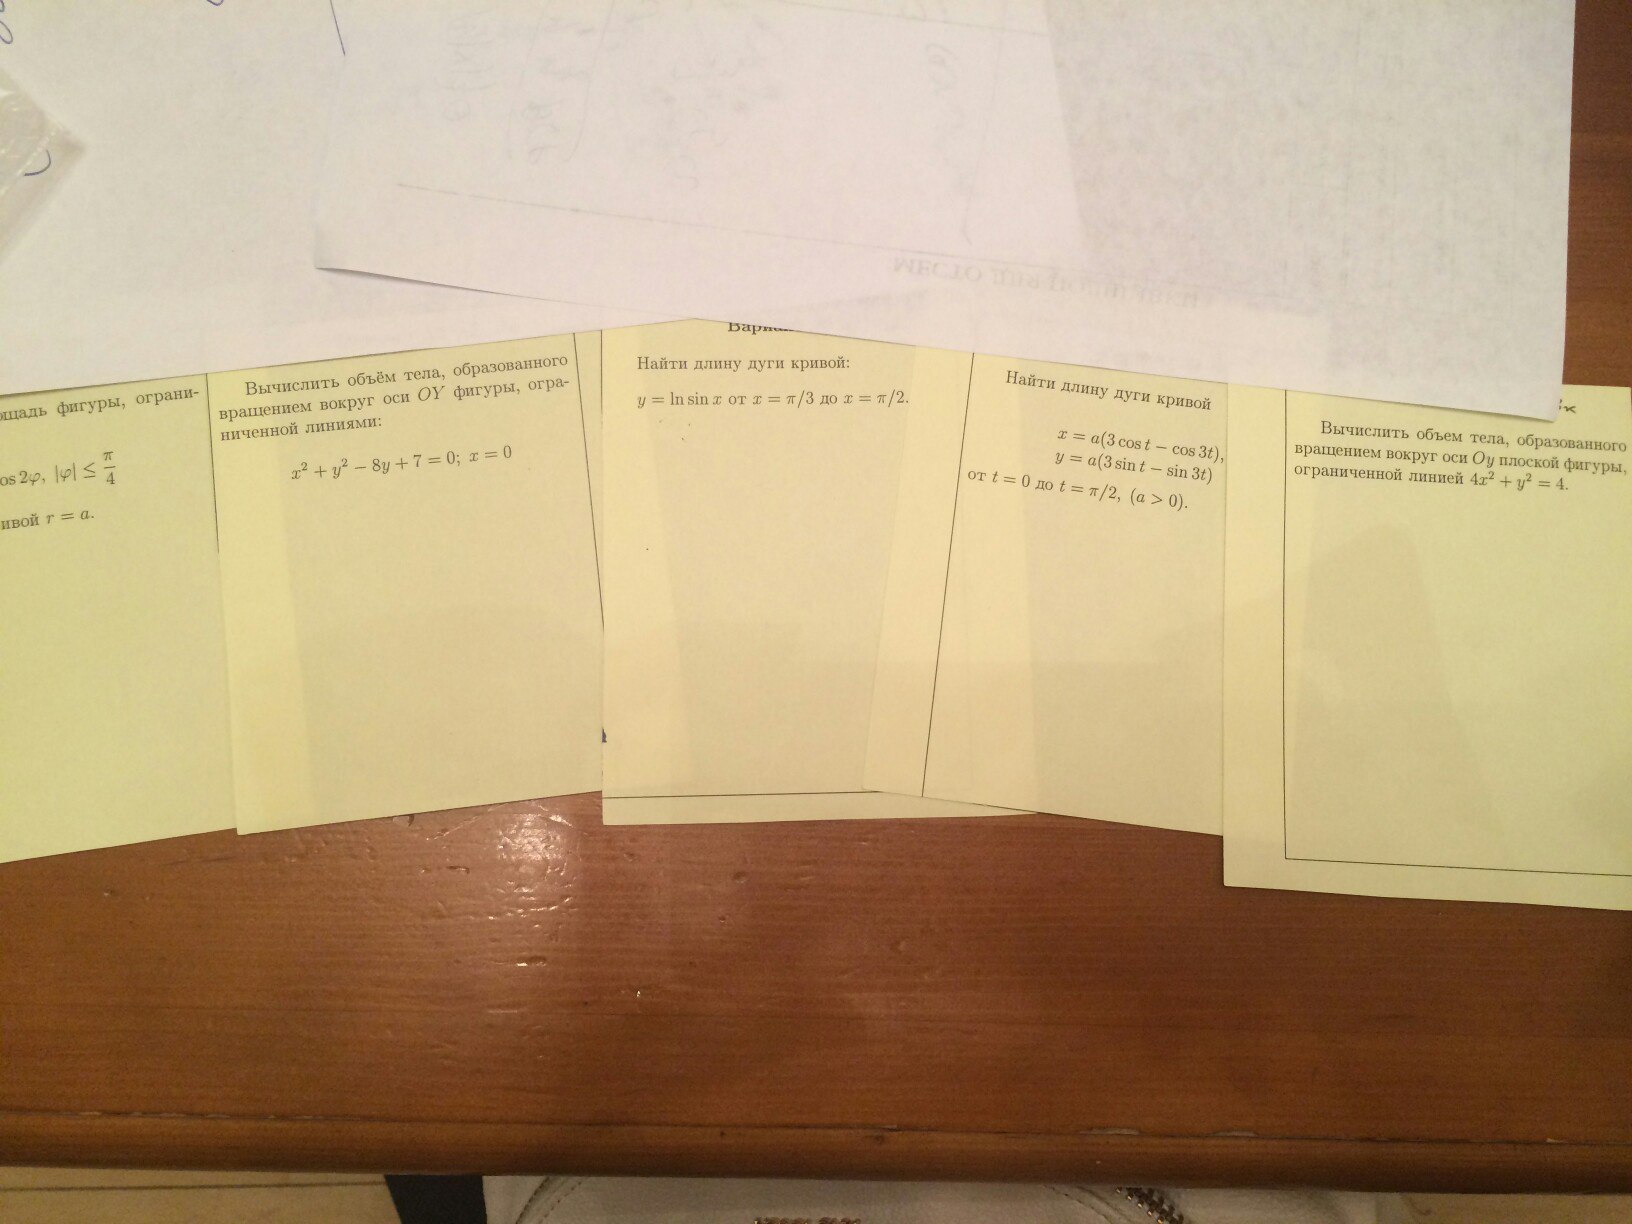 фигуры, ограни-
2φ, |φ| ≤ π/4
r = a.
Вычислить объём тела, образованного
вращением вокруг оси OY фигуры, огра-
ниченной линиями:
x² + y² − 8y + 7 = 0; x = 0
Найти длину дуги кривой:
y = ln sin x от x = π/3 до x = π/2.
Найти длину дуги кривой
x = a(3 cos t − cos 3t),
y = a(3 sin t − sin 3t)
от t = 0 до t = π/2, (a > 0).
Вычислить объем тела, образованного
вращением вокруг оси Oy плоской фигуры,
ограниченной линией 4x² + y² = 4.